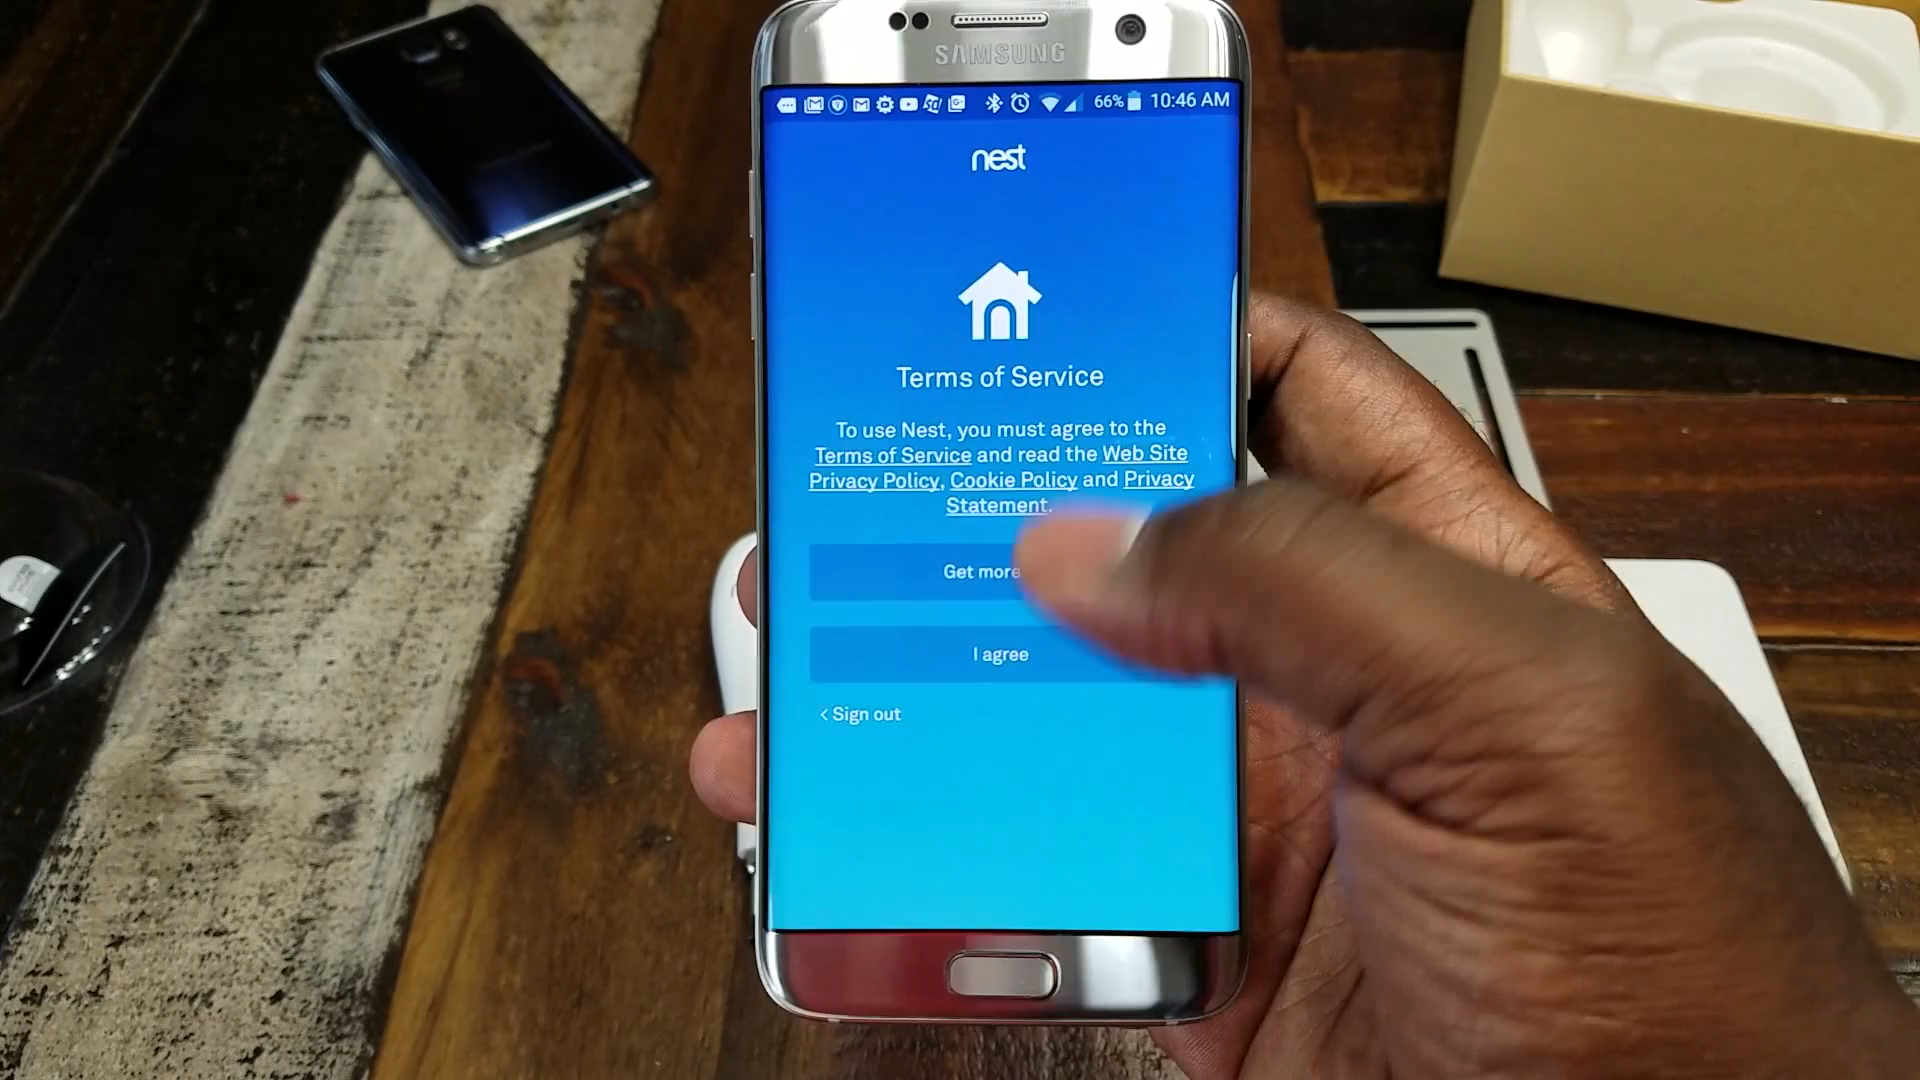 SAMSUNG
66% 10:46 AM
nest
Terms of Service
To use Nest, you must agree to the
Terms of Service and read the Web Site
Privacy Policy, Cookie Policy and Privacy
Statement.
Get more
I agree
< Sign out